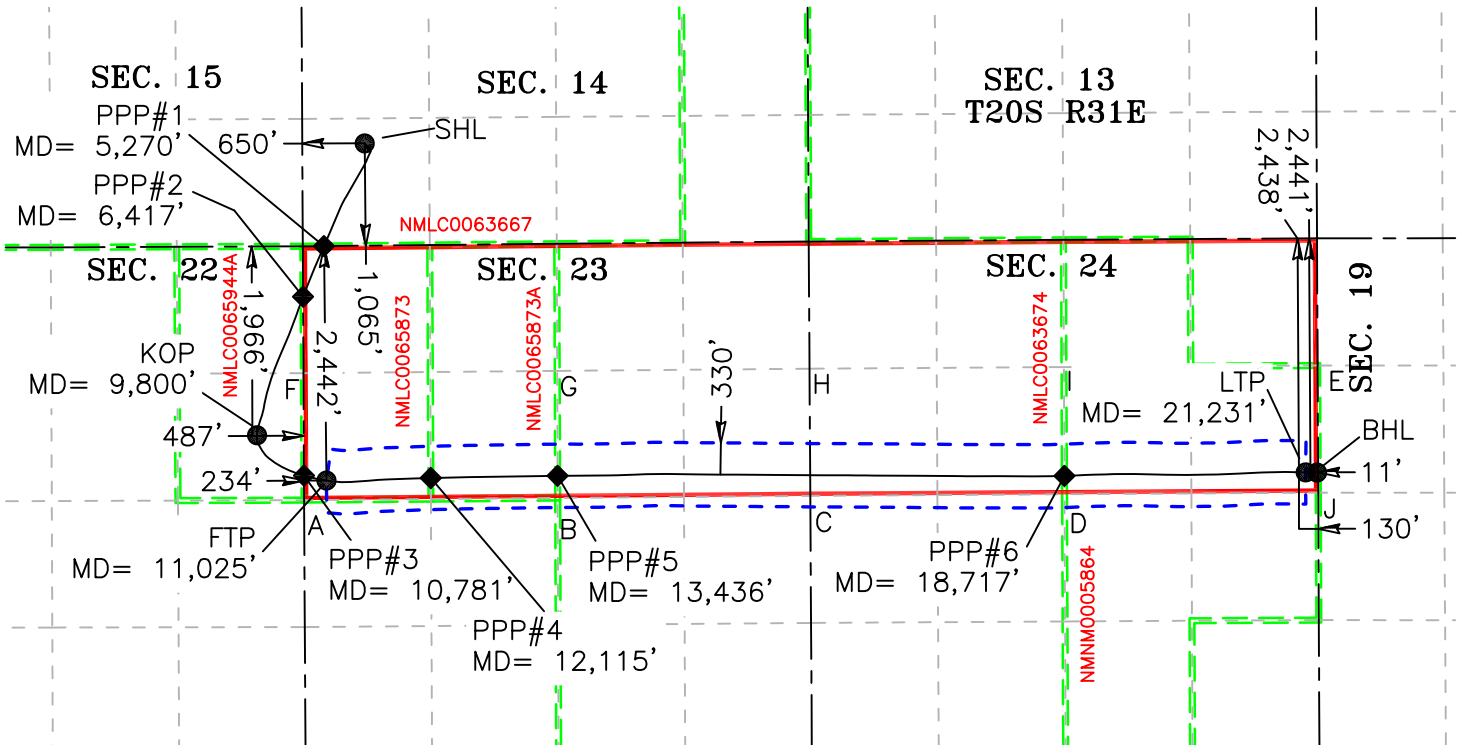 SEC. 15
SEC. 14
SEC. 13
T20S R31E
PPP#1
MD= 5,270’
650’
SHL
PPP#2
MD= 6,417’
NMLC0063667
2,441’
2,438’
SEC. 22
SEC. 23
SEC. 24
SEC. 19
NMLC0065944A
1,966’
2,442’
1,065’
NMLC0065873
NMLC0065873A
330’
NMLC0063674
KOP
MD= 9,800’
F
G
H
I
E
LTP
MD= 21,231’
BHL
487’
234’
11’
A
B
C
D
J
130’
FTP
MD= 11,025’
PPP#3
MD= 10,781’
PPP#5
MD= 13,436’
PPP#6
MD= 18,717’
NMNM0005864
PPP#4
MD= 12,115’